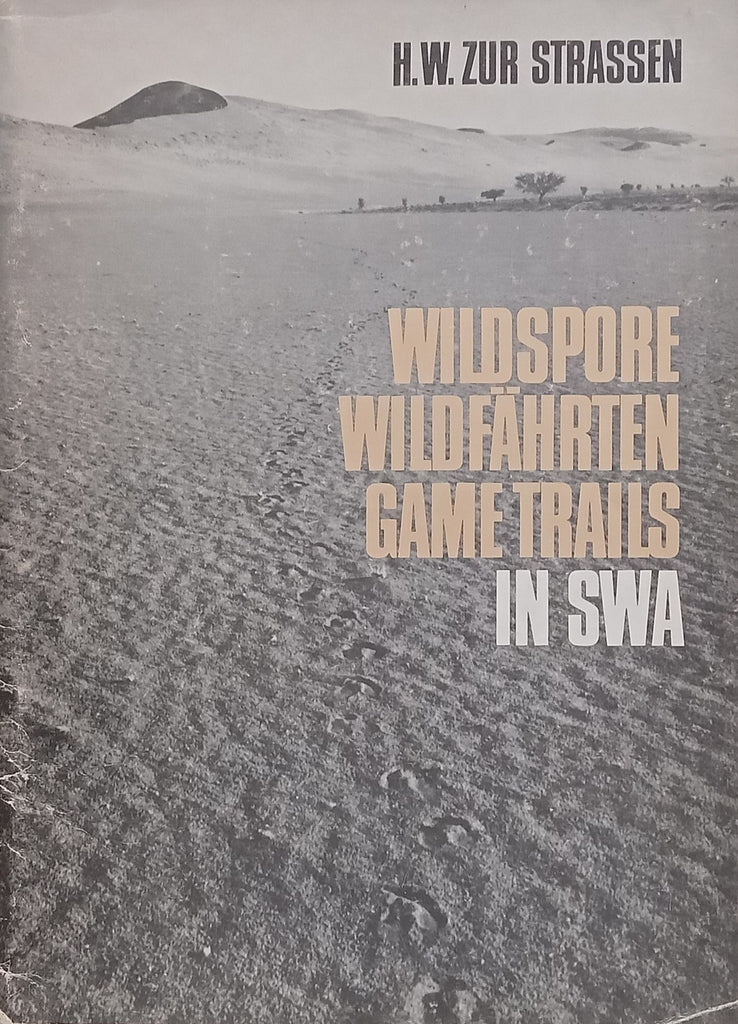 H.W. ZUR STRASSEN
WILDSPORE
WILDFÄHRTEN
GAME TRAILS
IN SWA